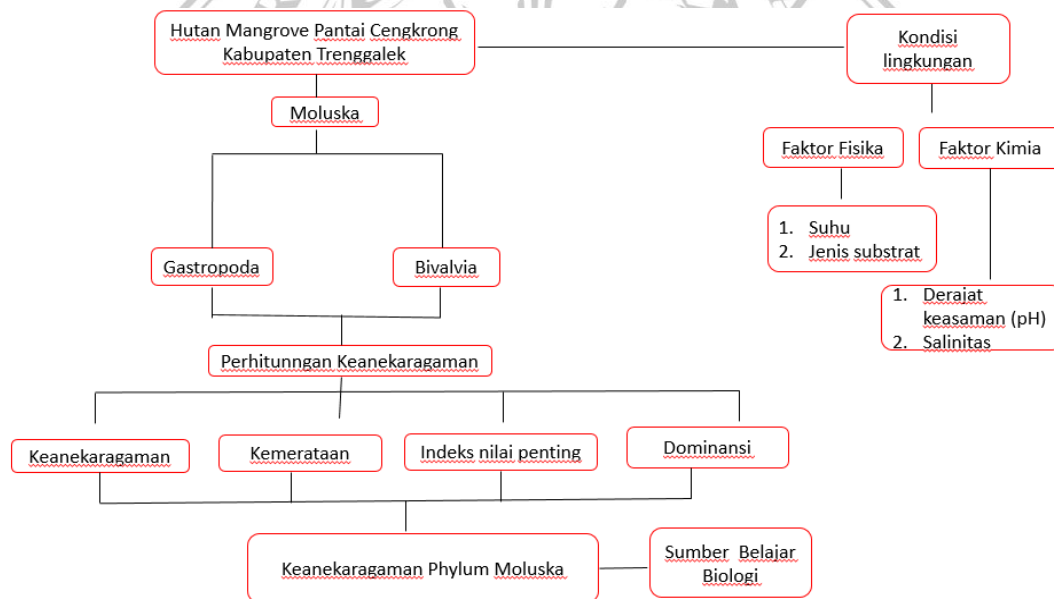 Hutan Mangrove Pantai Cengkrong
Kabupaten Trenggalek
Kondisi
lingkungan
Moluska
Faktor Fisika
Faktor Kimia
1. Suhu
2. Jenis substrat
Gastropoda
Bivalvia
1. Derajat
keasaman (pH)
2. Salinitas
Perhitunngan Keanekaragaman
Keanekaragaman
Kemerataan
Indeks nilai penting
Dominansi
Keanekaragaman Phylum Moluska
Sumber Belajar
Biologi